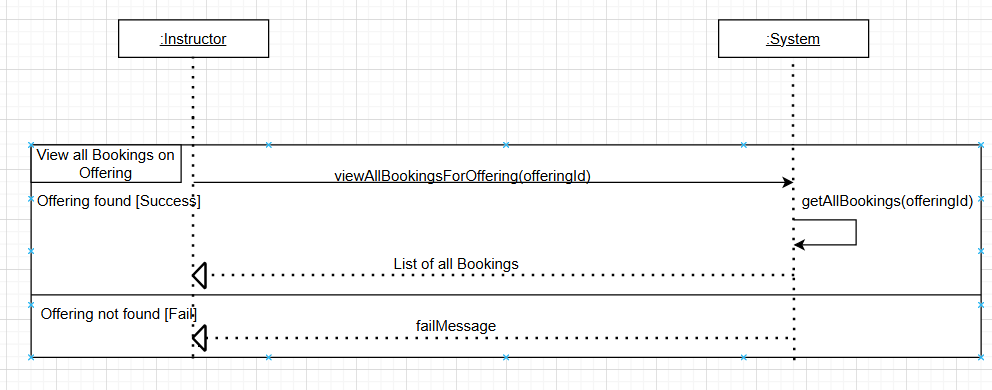 :Instructor
:System
View all Bookings on
Offering
viewAllBookingsForOffering(offeringId)
Offering found [Success]
getAllBookings(offeringId)
List of all Bookings
Offering not found [Fail]
failMessage